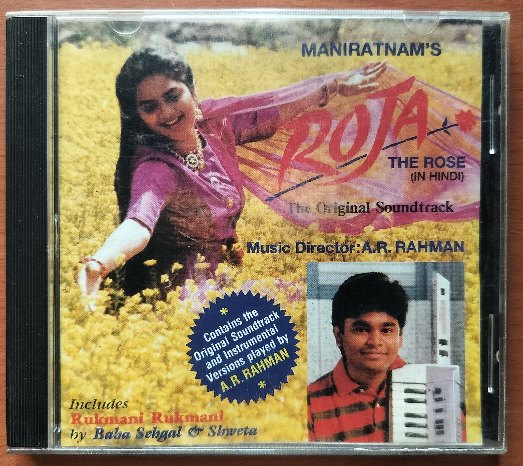 MANIRATNAM'S
ROJA
THE ROSE
(IN HINDI)
The Original Soundtrack
Music Director: A.R. RAHMAN
Contains the
Original Soundtrack
and Instrumental
Versions played by
A.R. RAHMAN
Includes
Rukmani Rukmani
by Baba Sehgal & Shweta